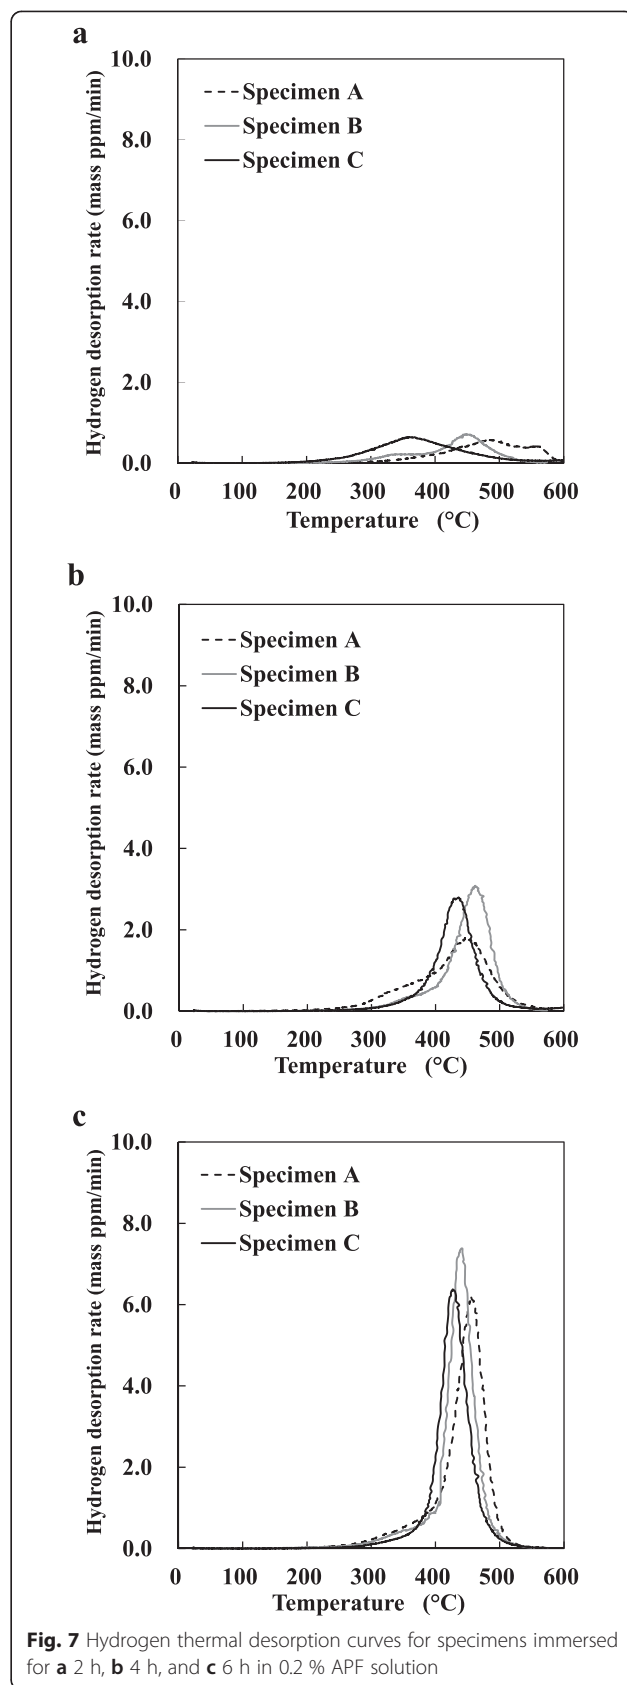 a
10.0
8.0
6.0
4.0
2.0
0.0
Hydrogen desorption rate (mass ppm/min)
Specimen A
Specimen B
Specimen C
0 100 200 300 400 500 600
Temperature (°C)
b
10.0
8.0
6.0
4.0
2.0
0.0
Hydrogen desorption rate (mass ppm/min)
Specimen A
Specimen B
Specimen C
0 100 200 300 400 500 600
Temperature (°C)
c
10.0
8.0
6.0
4.0
2.0
0.0
Hydrogen desorption rate (mass ppm/min)
Specimen A
Specimen B
Specimen C
0 100 200 300 400 500 600
Temperature (°C)
Fig. 7 Hydrogen thermal desorption curves for specimens immersed
for a 2 h, b 4 h, and c 6 h in 0.2 % APF solution